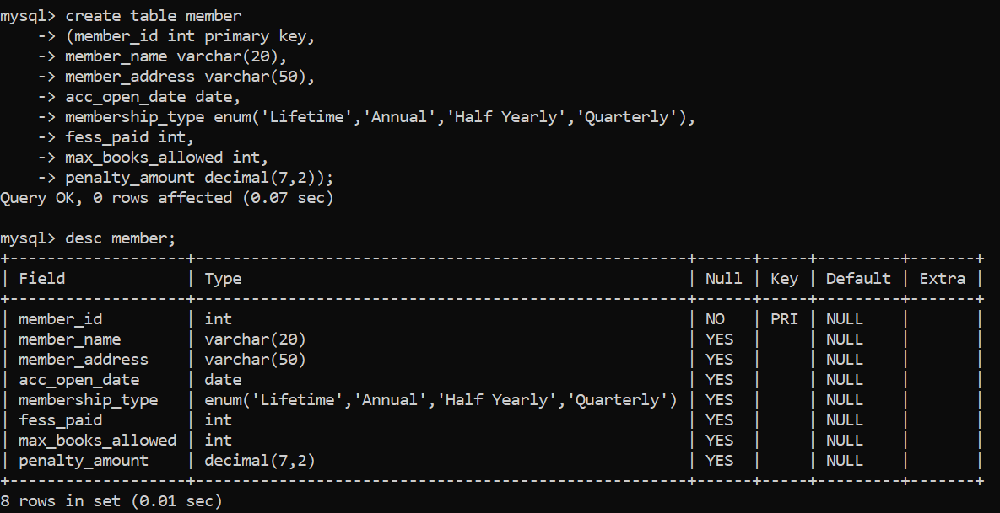 mysql> create table member
    -> (member_id int primary key,
    -> member_name varchar(20),
    -> member_address varchar(50),
    -> acc_open_date date,
    -> membership_type enum('Lifetime','Annual','Half Yearly','Quarterly'),
    -> fess_paid int,
    -> max_books_allowed int,
    -> penalty_amount decimal(7,2));
Query OK, 0 rows affected (0.07 sec)

mysql> desc member;
+-------------------+-----------------------------------------------------+------+-----+---------+-------+
| Field             | Type                                                | Null | Key | Default | Extra |
+-------------------+-----------------------------------------------------+------+-----+---------+-------+
| member_id         | int                                                 | NO   | PRI | NULL    |       |
| member_name       | varchar(20)                                         | YES  |     | NULL    |       |
| member_address    | varchar(50)                                         | YES  |     | NULL    |       |
| acc_open_date     | date                                                | YES  |     | NULL    |       |
| membership_type   | enum('Lifetime','Annual','Half Yearly','Quarterly') | YES  |     | NULL    |       |
| fess_paid         | int                                                 | YES  |     | NULL    |       |
| max_books_allowed | int                                                 | YES  |     | NULL    |       |
| penalty_amount    | decimal(7,2)                                        | YES  |     | NULL    |       |
+-------------------+-----------------------------------------------------+------+-----+---------+-------+
8 rows in set (0.01 sec)